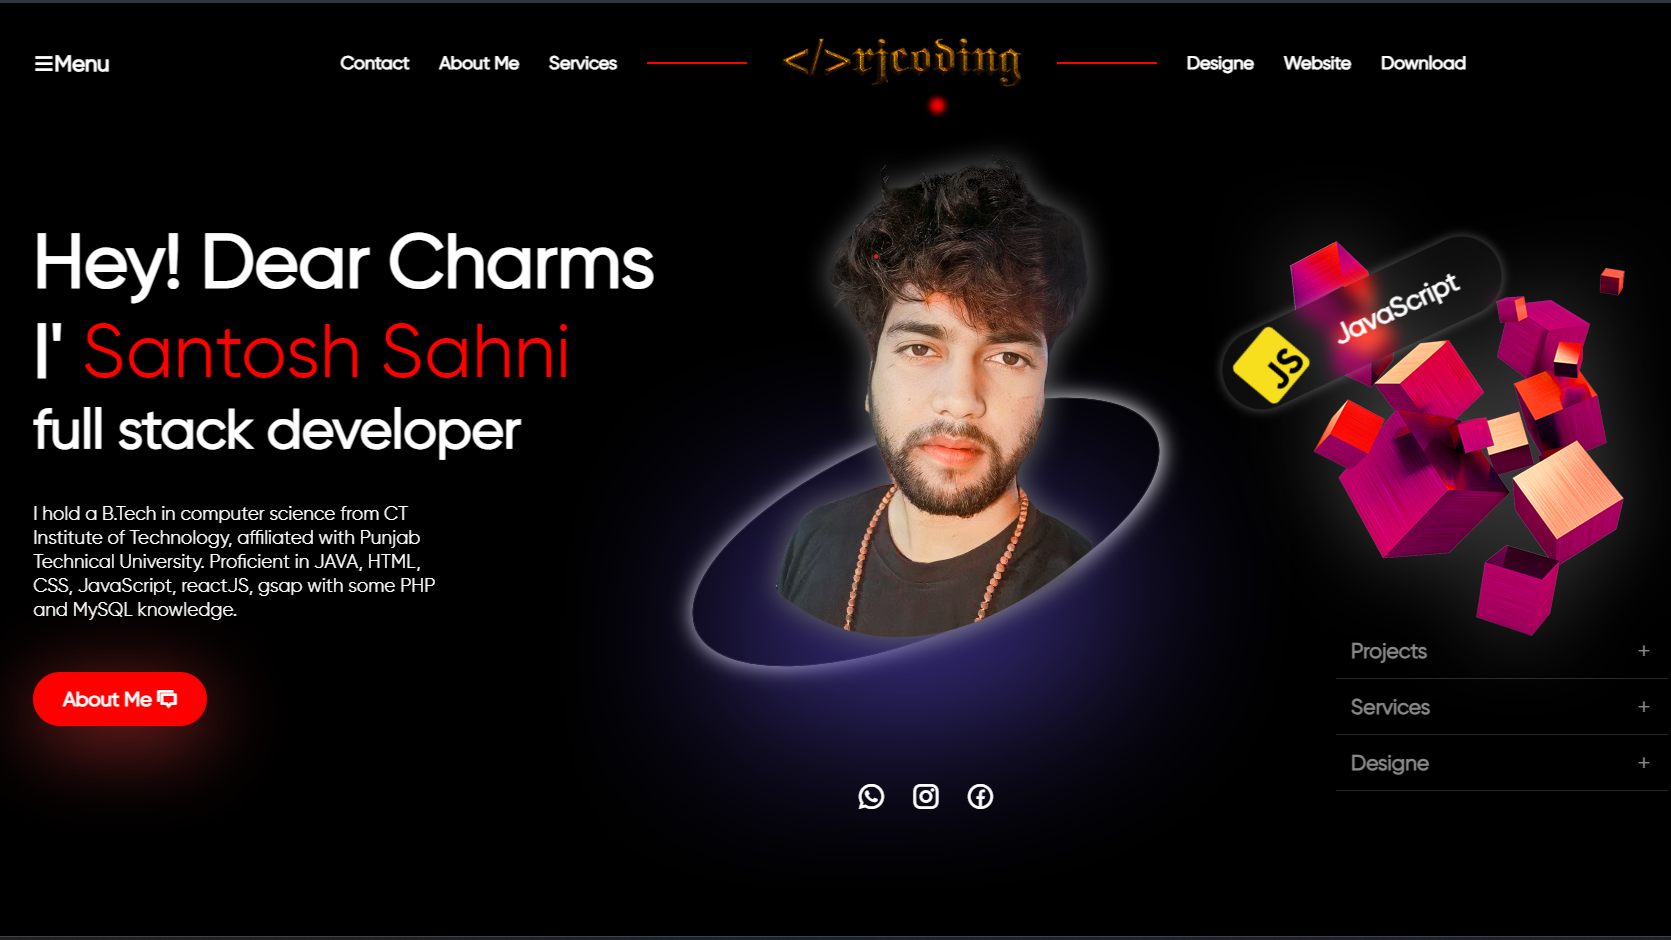 Menu
Contact About Me Services </>rjcoding Designe Website Download
Hey! Dear Charms
I' Santosh Sahni
full stack developer
I hold a B.Tech in computer science from CT
Institute of Technology, affiliated with Punjab
Technical University. Proficient in JAVA, HTML,
CSS, JavaScript, reactJS, gsap with some PHP
and MySQL knowledge.
About Me
JS JavaScript
Projects +
Services +
Designe +